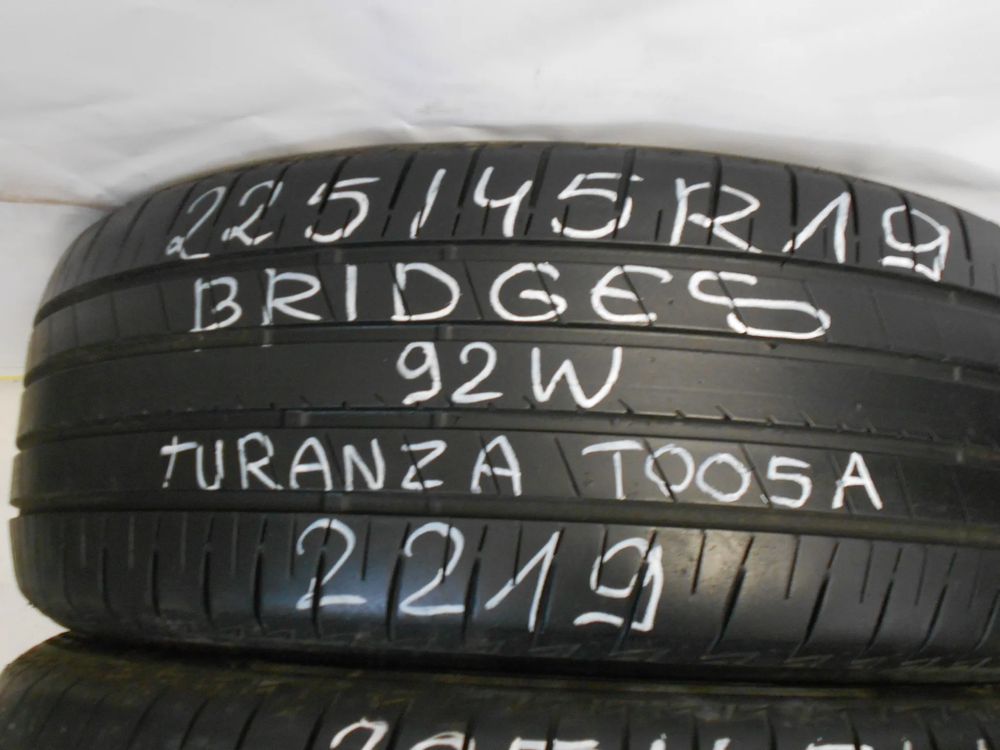 225/45R19
BRIDGES
92W
TURANZA T005A
2219